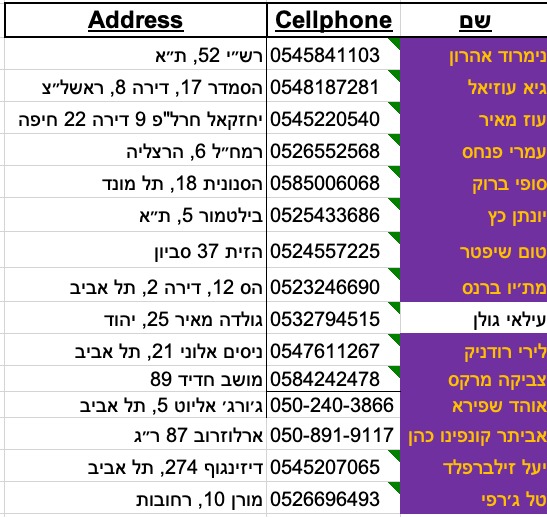 שם Cellphone Address
נימרוד אהרון 0545841103 רש״י 52, ת״א
גיא עוזיאל 0548187281 הסמדר 17, דירה 8, ראשל״צ
עוז מאיר 0545220540 יחזקאל חרל"פ 9 דירה 22 חיפה
עמרי פנחס 0526552568 רמח״ל 6, הרצליה
סופי ברוק 0585006068 הסנונית 18, תל מונד
יונתן כץ 0525433686 בילטמור 5, ת״א
טום שיפטר 0524557225 הזית 37 סביון
מת׳יו ברנס 0523246690 הס 12, דירה 2, תל אביב
עילאי גולן 0532794515 גולדה מאיר 25, יהוד
לירי רודניק 0547611267 ניסים אלוני 21, תל אביב
צביקה מרקס 0584242478 מושב חדיד 89
אוהד שפירא 050-240-3866 ג׳ורג׳ אליוט 5, תל אביב
אביתר קונפינו כהן 050-891-9117 ארלוזרוב 87 ר״ג
יעל זילברפלד 0545207065 דיזינגוף 274, תל אביב
טל ג׳רפי 0526696493 מורן 10, רחובות